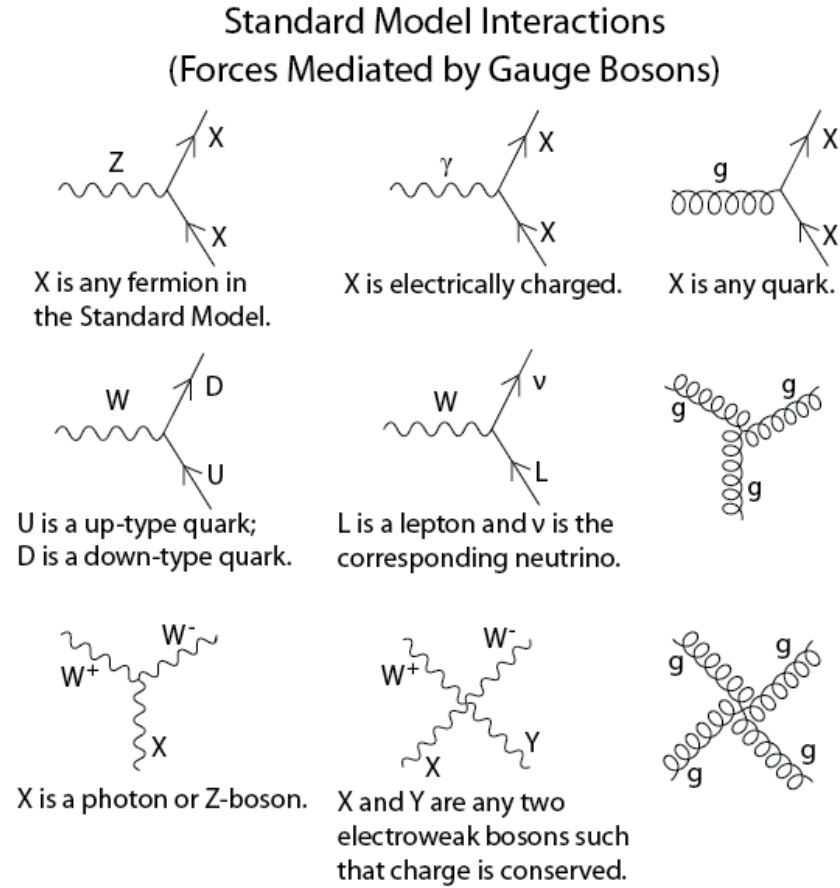 Standard Model Interactions
(Forces Mediated by Gauge Bosons)
Z
X
X
X is any fermion in
the Standard Model.
γ
X
X
X is electrically charged.
g
X
X
X is any quark.
W
D
U
U is a up-type quark;
D is a down-type quark.
W
ν
L
L is a lepton and ν is the
corresponding neutrino.
g
g
g
W+
W-
X
X is a photon or Z-boson.
W+
W-
X
Y
X and Y are any two
electroweak bosons such
that charge is conserved.
g
g
g
g